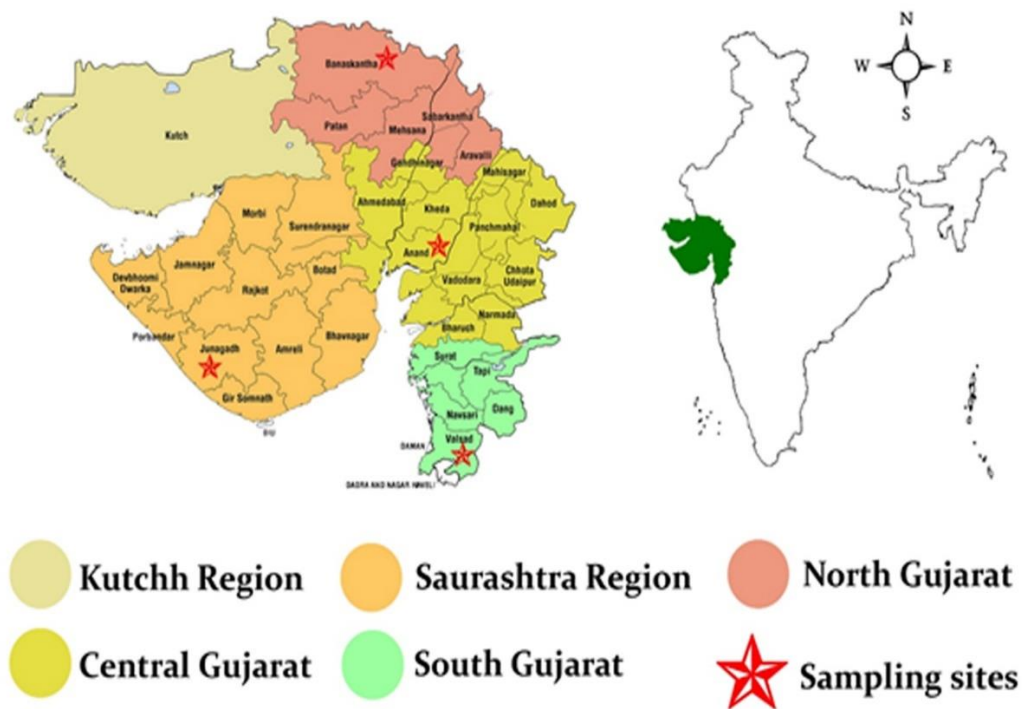 N
W E
S
Banaskantha
Patan
Mehsana
Sabarkantha
Aravalli
Gandhinagar
Kutch
Mahisagar
Ahmedabad
Kheda
Dahod
Panchmahal
Anand
Vadodara
Chhota
Udaipur
Narmada
Bharuch
Morbi
Surendranagar
Jamnagar
Devbhoomi
Dwarka
Rajkot
Botad
Porbandar
Junagadh
Amreli
Bhavnagar
Gir Somnath
DIU
Surat
Tapi
Navsari
Dang
Valsad
DAMAN
DADRA AND NAGAR HAVELI
Kutchh Region
Saurashtra Region
North Gujarat
Central Gujarat
South Gujarat
Sampling sites